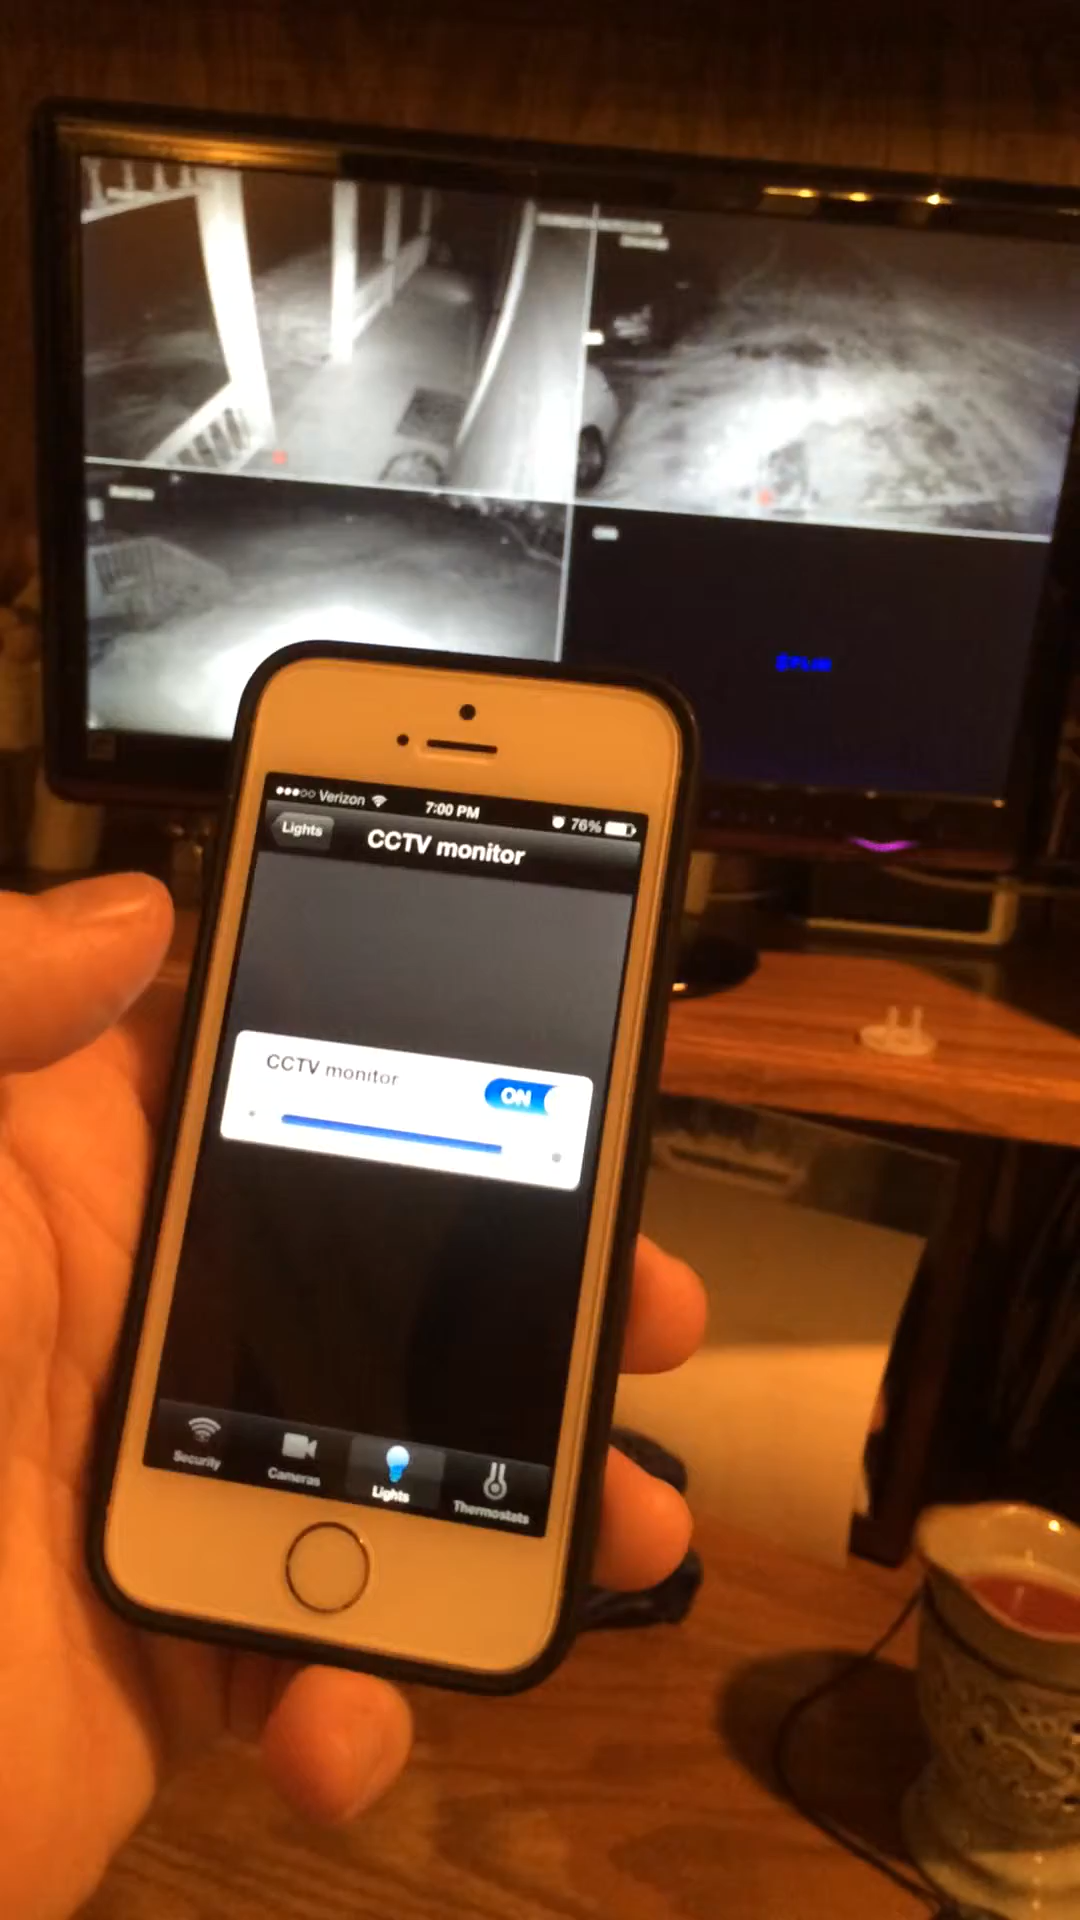 Verizon 7:00 PM 76%
Lights CCTV monitor
CCTV monitor ON
Security Cameras Lights Thermostats